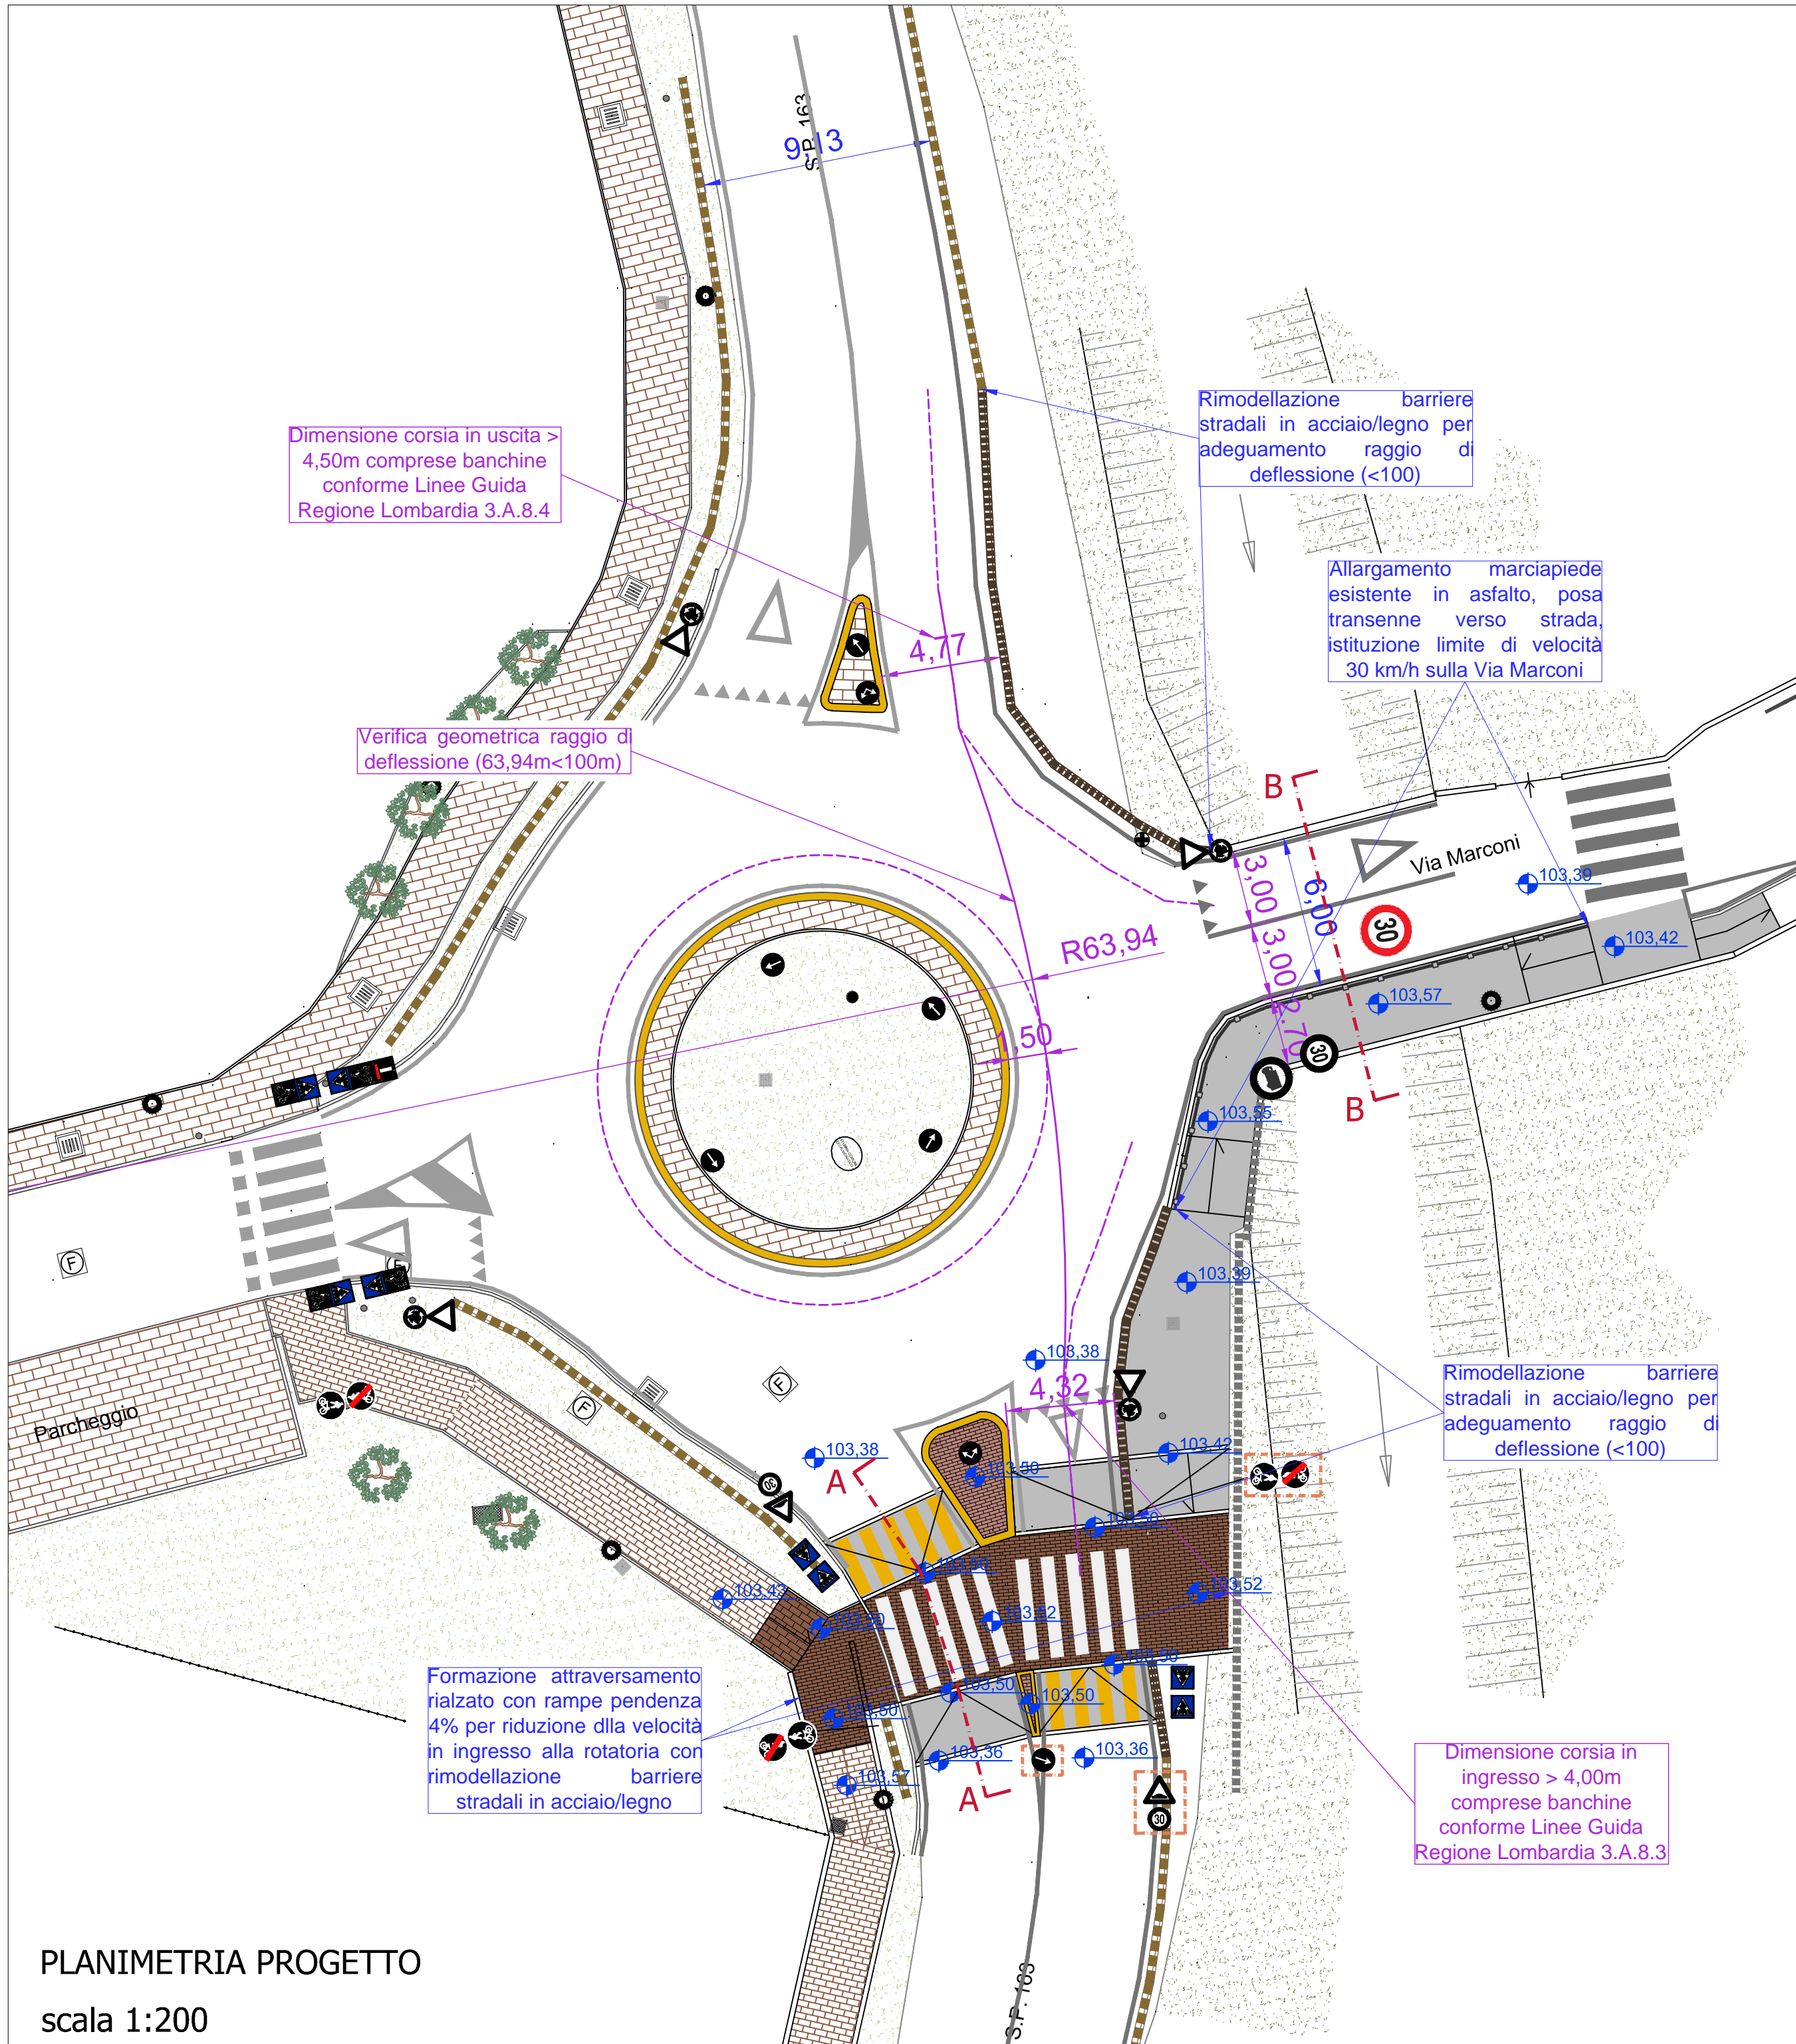 S.P. 163
9,13
Rimodellazione barriere
stradali in acciaio/legno per
adeguamento raggio di
deflessione (<100)
Dimensione corsia in uscita >
4,50m comprese banchine
conforme Linee Guida
Regione Lombardia 3.A.8.4
Allargamento marciapiede
esistente in asfalto, posa
transenne verso strada,
istituzione limite di velocità
30 km/h sulla Via Marconi
4,77
Verifica geometrica raggio di
deflessione (63,94m<100m)
B
Via Marconi
3,00
6,00
103,39
30
103,42
R63,94
3,00
103,57
2,70
1,50
30
B
103,55
F
F
103,39
103,38
4,32
F
F
Parcheggio
Rimodellazione barriere
stradali in acciaio/legno per
adeguamento raggio di
deflessione (<100)
103,38
103,42
A
103,50
30
103,50
103,50
103,43
103,52
103,50
103,52
103,50
103,50
103,50
103,50
Formazione attraversamento
rialzato con rampe pendenza
4% per riduzione dlla velocità
in ingresso alla rotatoria con
rimodellazione barriere
stradali in acciaio/legno
103,36
103,36
103,57
A
30
Dimensione corsia in
ingresso > 4,00m
comprese banchine
conforme Linee Guida
Regione Lombardia 3.A.8.3
S.P. 163
PLANIMETRIA PROGETTO
scala 1:200